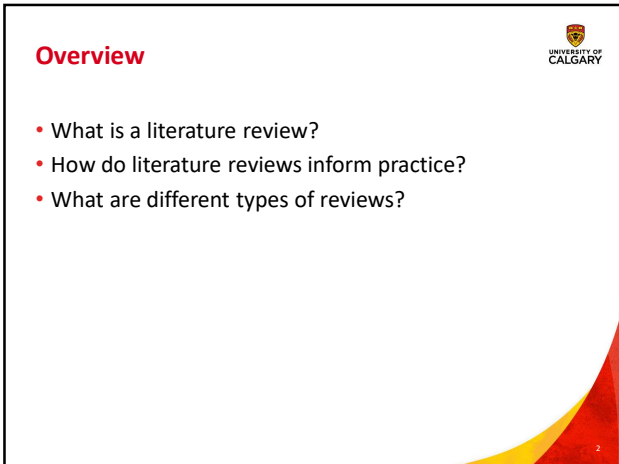 Overview
UNIVERSITY OF
CALGARY
• What is a literature review?
• How do literature reviews inform practice?
• What are different types of reviews?
2